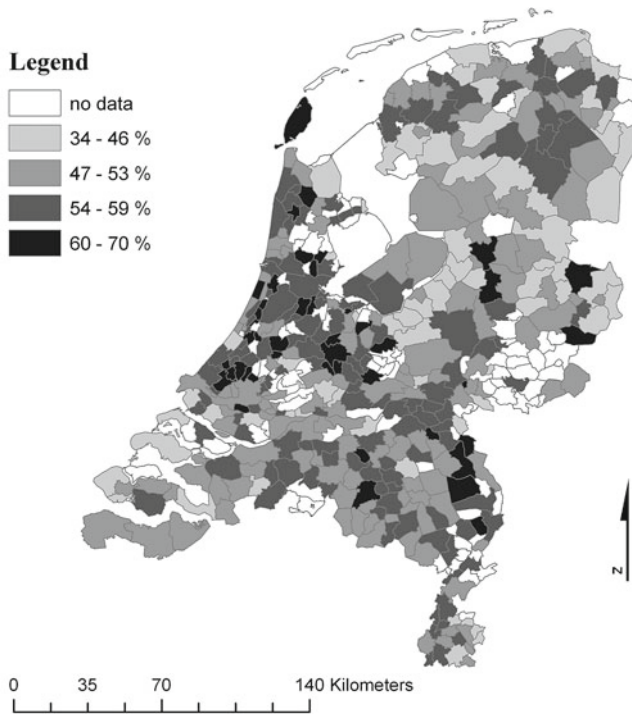 Legend
no data
34 - 46 %
47 - 53 %
54 - 59 %
60 - 70 %
N
0 35 70 140 Kilometers